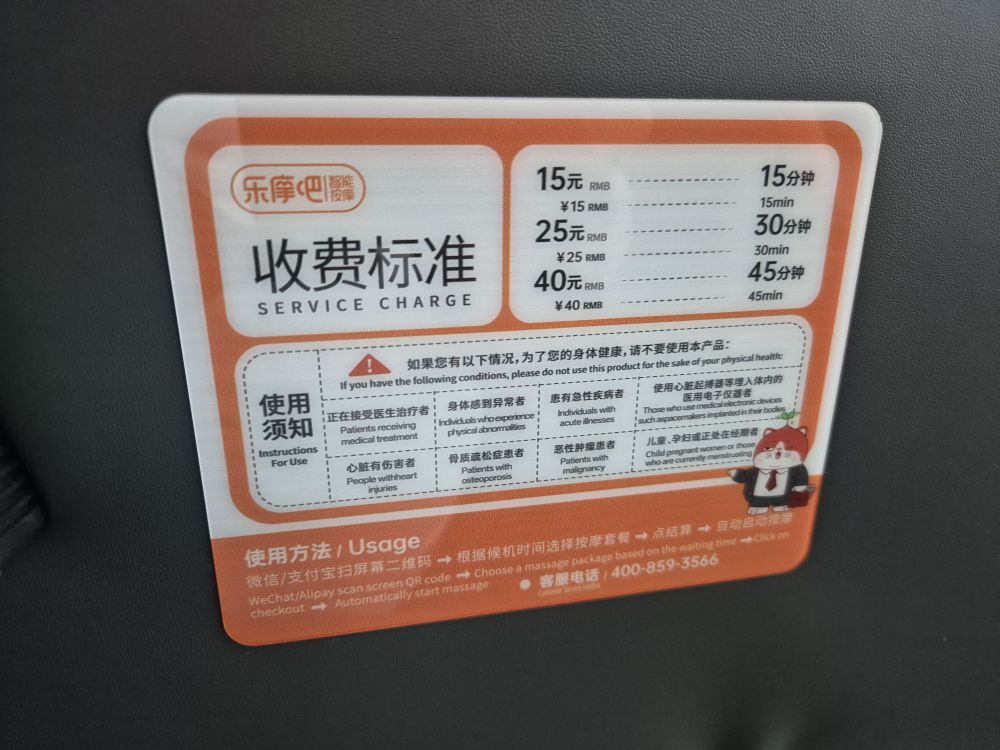 乐摩吧 智能按摩
收费标准
SERVICE CHARGE
15元 RMB 15分钟
¥15 RMB 15min
25元 RMB 30分钟
¥25 RMB 30min
40元 RMB 45分钟
¥40 RMB 45min
使用
须知
Instructions
For Use
如果您有以下情况,为了您的身体健康,请不要使用本产品:
If you have the following conditions, please do not use this product for the sake of your physical health:
正在接受医生治疗者
Patients receiving
medical treatment
身体感到异常者
Individuals who experience
physical abnormalities
患有急性疾病者
Individuals with
acute illnesses
使用心脏起搏器等埋入体内的
医用电子仪器者
Those who use medical electronic devices
such aspacemakers implanted in their bodies
心脏有伤害者
People withheart
injuries
骨质疏松症患者
Patients with
osteoporosis
恶性肿瘤患者
Patients with
malignancy
儿童、孕妇或正处在经期者
Child pregnant women or those
who are currently menstruating
使用方法 / Usage
微信/支付宝扫屏幕二维码 → 根据候机时间选择按摩套餐 → 点结算 → 自动启动按摩
WeChat/Alipay scan screen QR code → Choose a massage package based on the waiting time → Click on
checkout → Automatically start massage
客服电话 / 400-859-3566
Customer Service Hotline